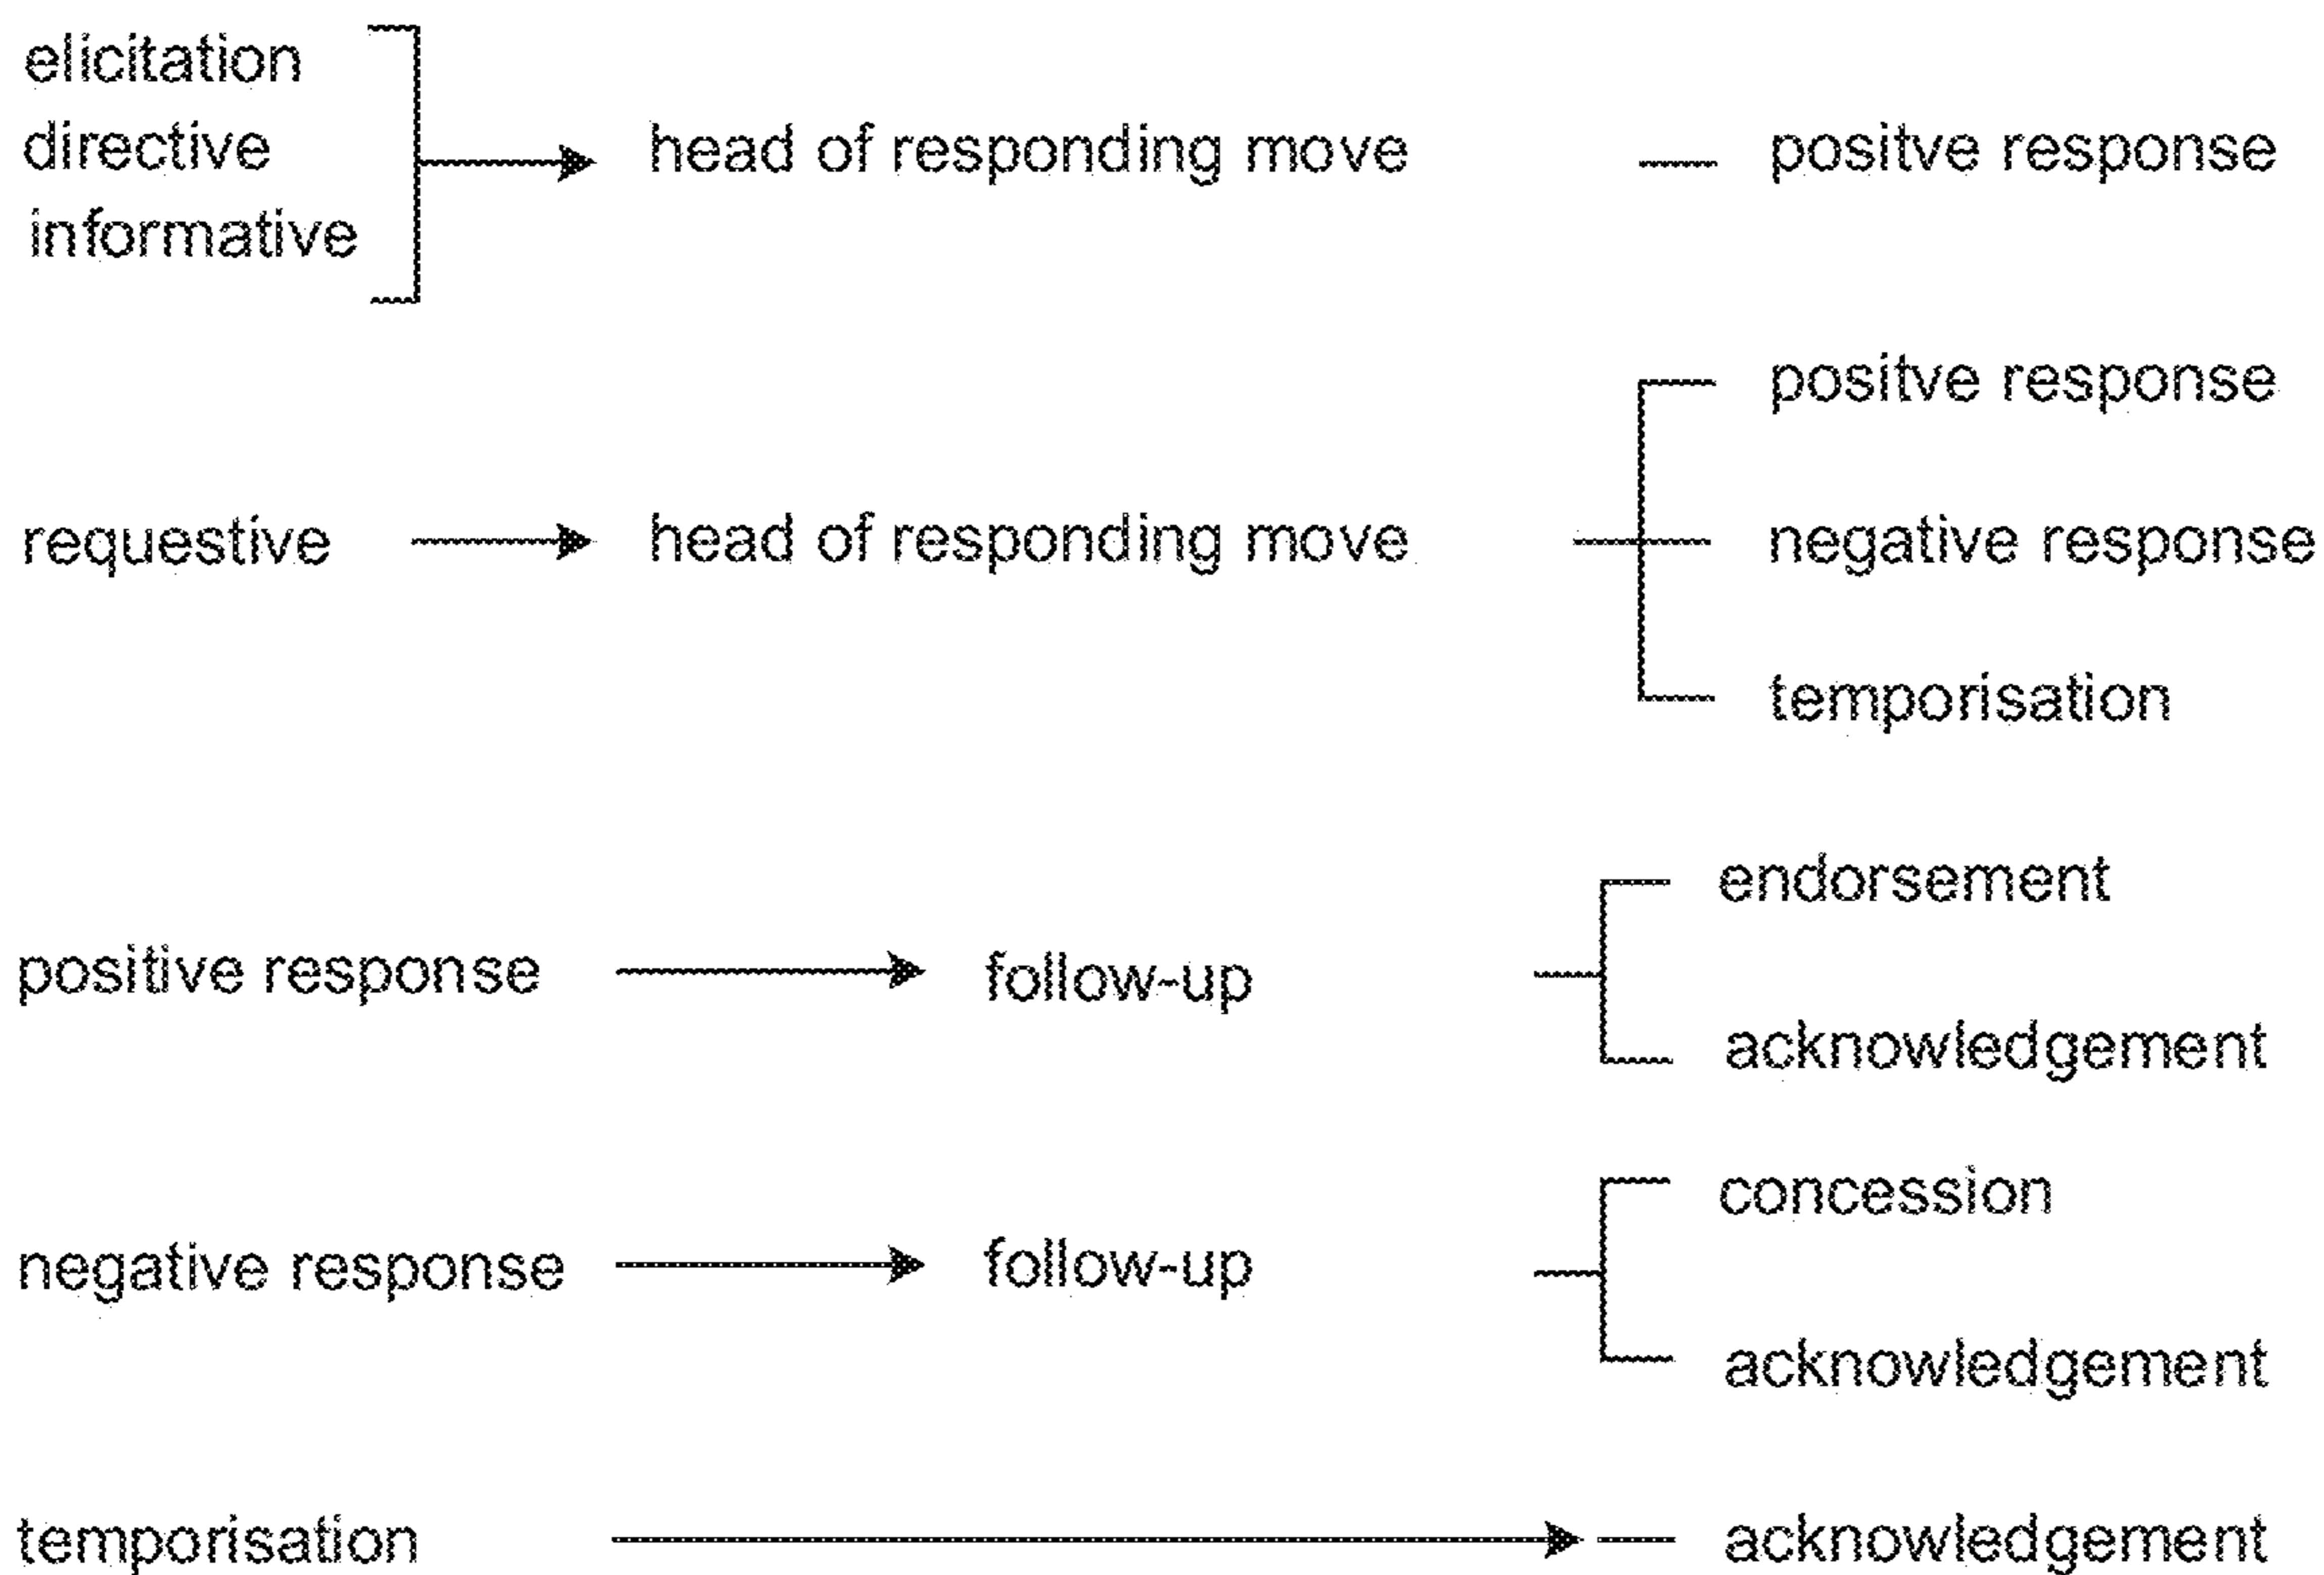 elicitation
directive
informative
head of responding move
positve response
requestive
head of responding move
positve response
negative response
temporisation
positive response
follow-up
endorsement
acknowledgement
negative response
follow-up
concession
acknowledgement
temporisation
acknowledgement